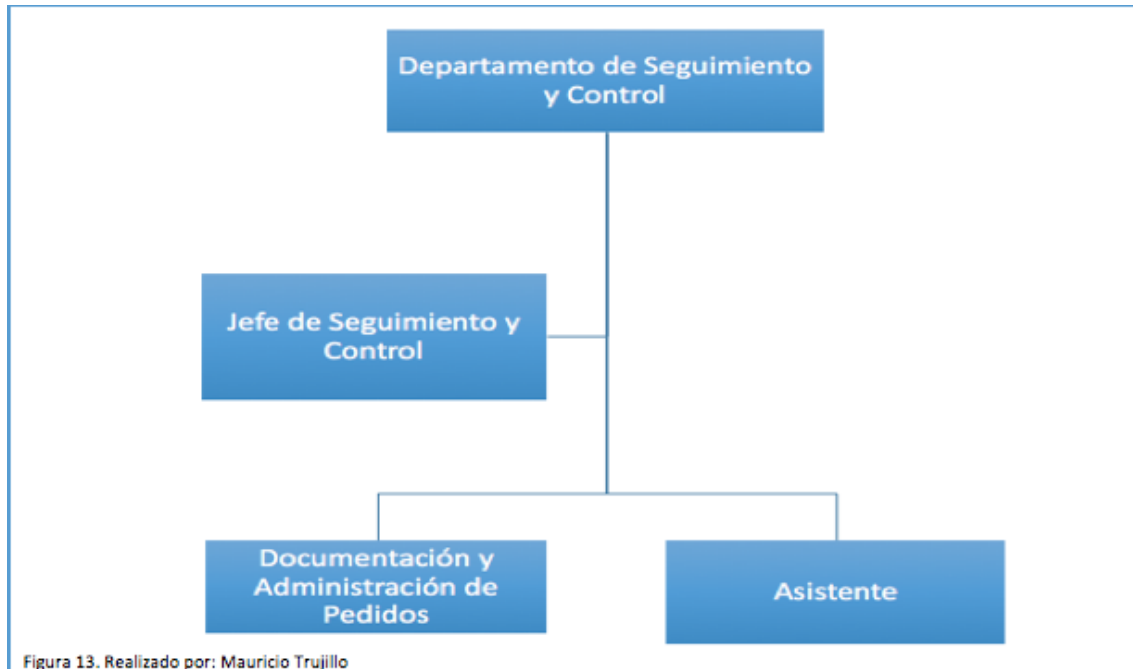 Departamento de Seguimiento
y Control
Jefe de Seguimiento y
Control
Documentación y
Administración de
Pedidos
Asistente
Figura 13. Realizado por: Mauricio Trujillo